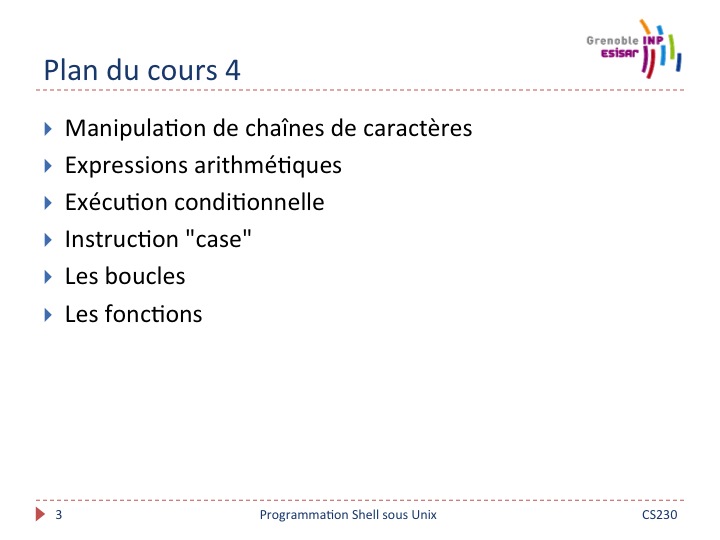 Plan du cours 4
Grenoble INP
ESISAR
Manipulation de chaînes de caractères
Expressions arithmétiques
Exécution conditionnelle
Instruction "case"
Les boucles
Les fonctions
3 Programmation Shell sous Unix CS230